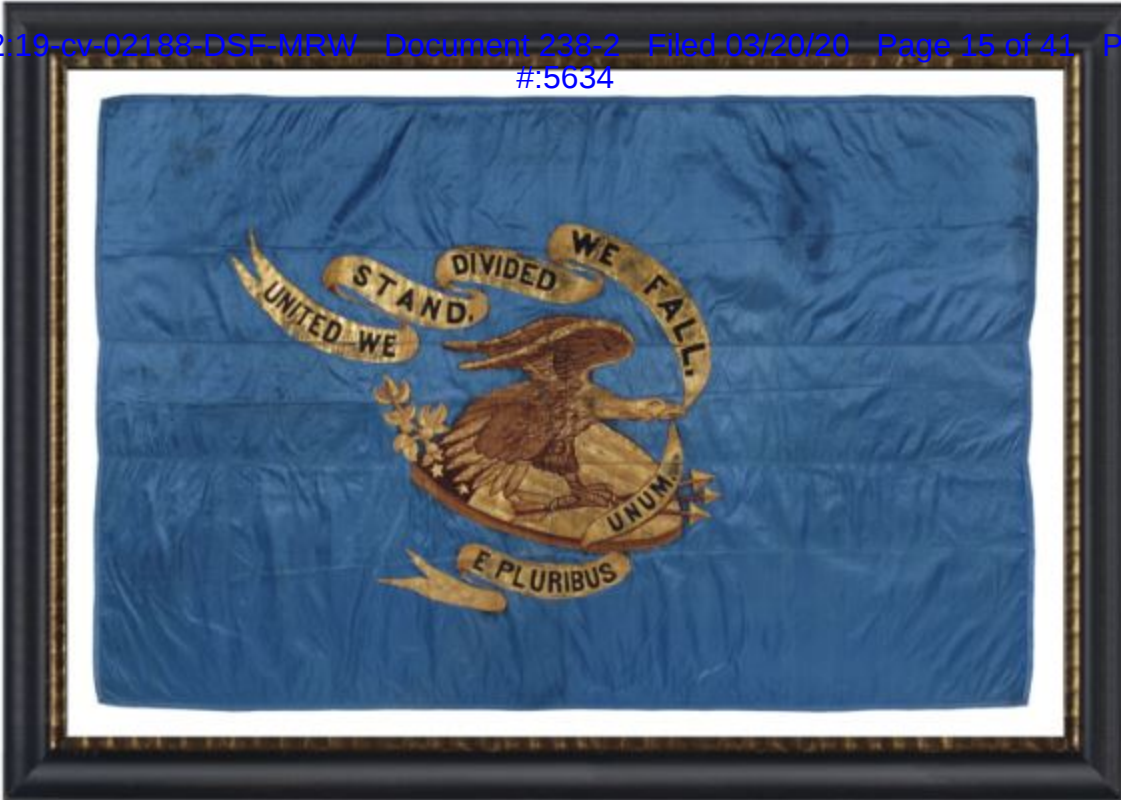 2:19-cv-02188-DSF-MRW Document 238-2 Filed 03/20/20 Page 15 of 41 P
#:5634
UNITED WE
STAND.
DIVIDED
WE FALL.
UNUM.
E PLURIBUS